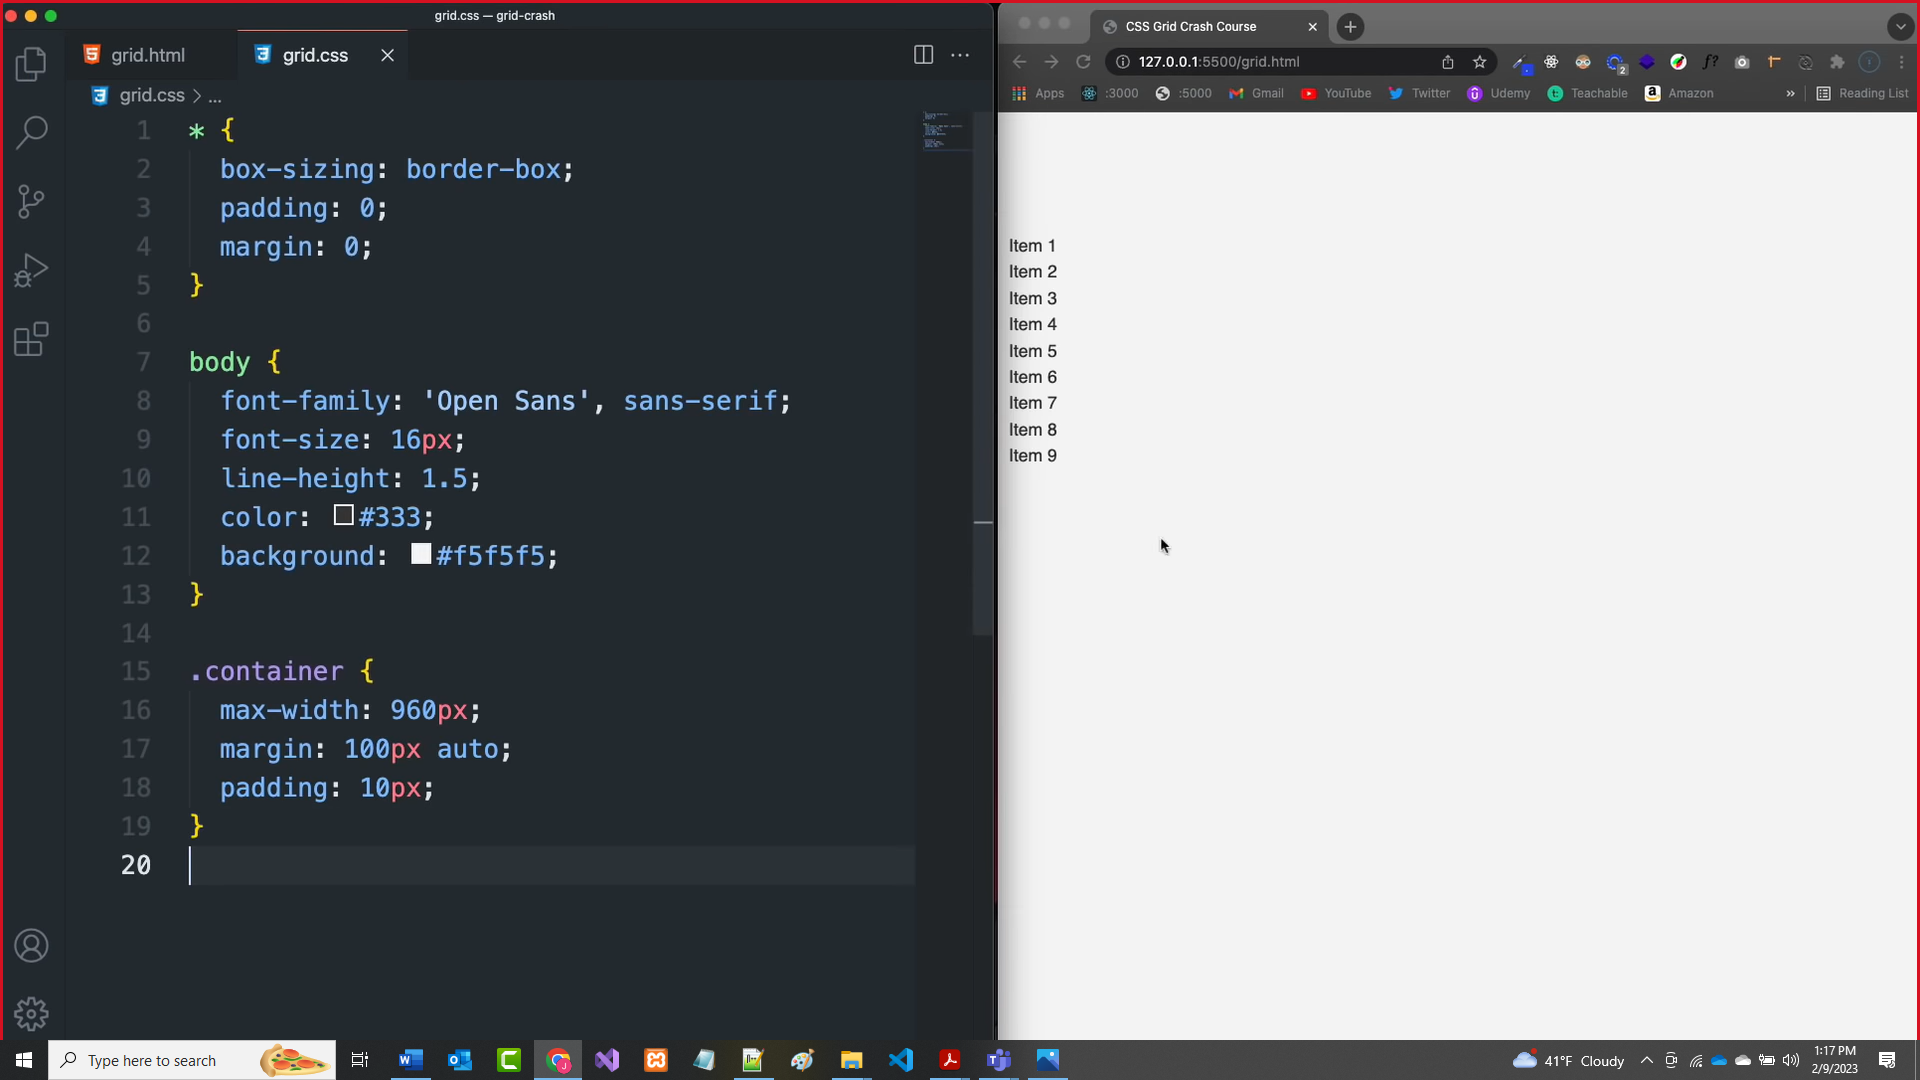 grid.css — grid-crash
grid.html
grid.css
grid.css > ...
1 * {
2 box-sizing: border-box;
3 padding: 0;
4 margin: 0;
5 }
6
7 body {
8 font-family: 'Open Sans', sans-serif;
9 font-size: 16px;
10 line-height: 1.5;
11 color: #333;
12 background: #f5f5f5;
13 }
14
15 .container {
16 max-width: 960px;
17 margin: 100px auto;
18 padding: 10px;
19 }
20
CSS Grid Crash Course
127.0.0.1:5500/grid.html
f?
2
Apps :3000 :5000 Gmail YouTube Twitter Udemy Teachable Amazon » Reading List
Item 1
Item 2
Item 3
Item 4
Item 5
Item 6
Item 7
Item 8
Item 9
Type here to search
41°F Cloudy
1:17 PM
2/9/2023